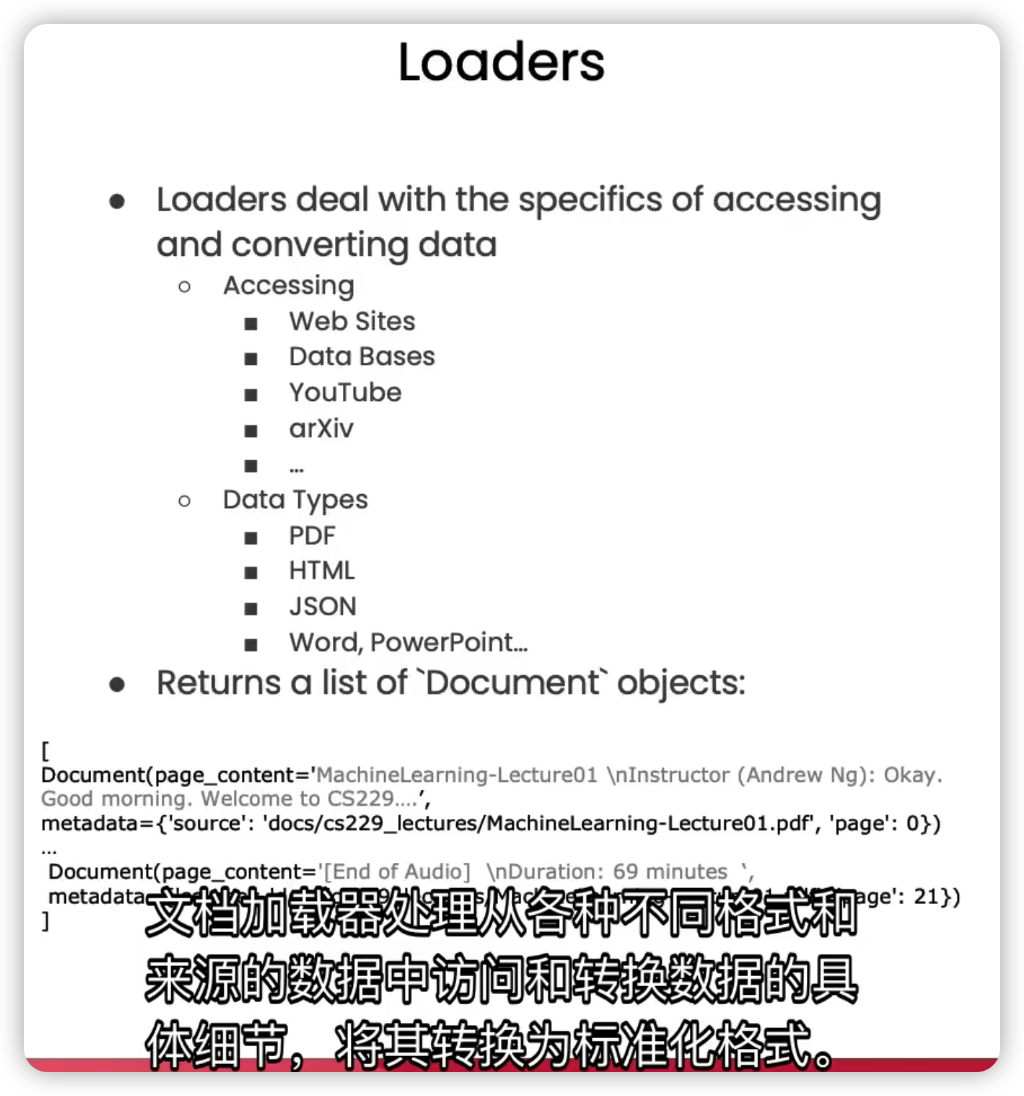 Loaders
● Loaders deal with the specifics of accessing
and converting data
○ Accessing
■ Web Sites
■ Data Bases
■ YouTube
■ arXiv
■ …
○ Data Types
■ PDF
■ HTML
■ JSON
■ Word, PowerPoint…
● Returns a list of `Document` objects:
[
Document(page_content='MachineLearning-Lecture01 \nInstructor (Andrew Ng): Okay.
Good morning. Welcome to CS229....',
metadata={'source': 'docs/cs229_lectures/MachineLearning-Lecture01.pdf', 'page': 0})
...
Document(page_content='[End of Audio] \nDuration: 69 minutes ',
metadata 21})
]
文档加载器处理从各种不同格式和
来源的数据中访问和转换数据的具
体细节，将其转换为标准化格式。